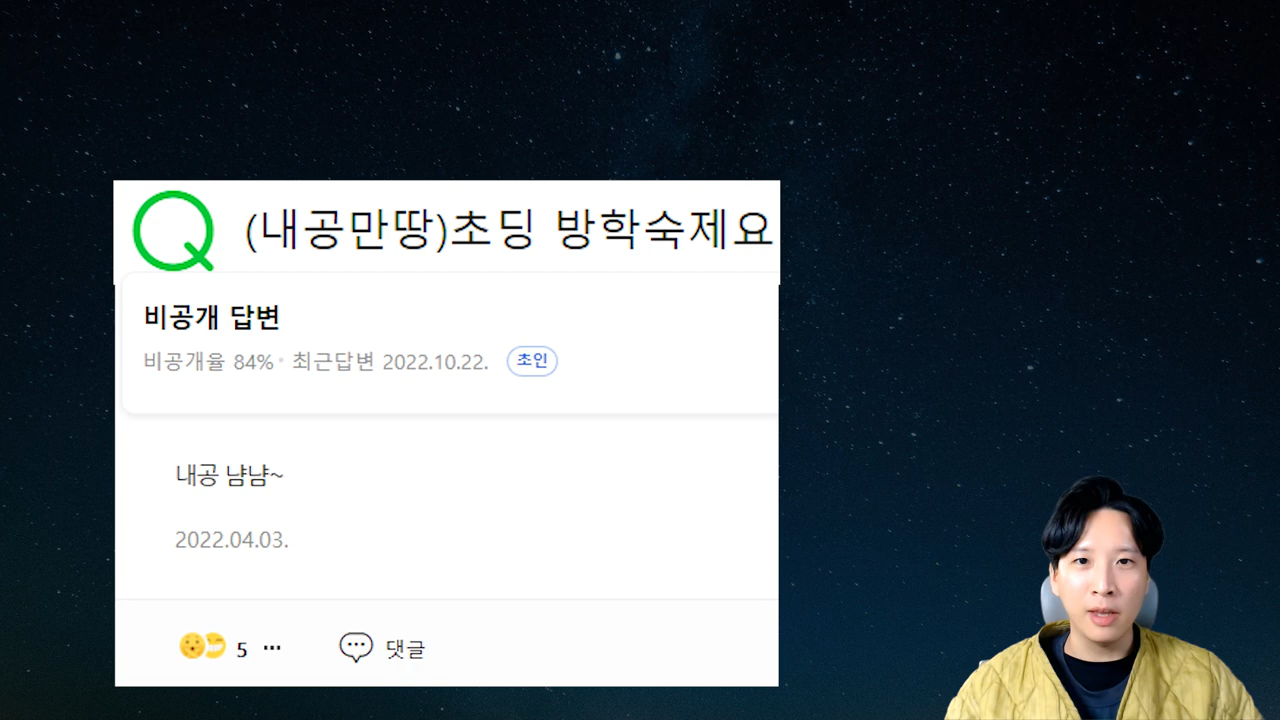 Q (내공만땅)초딩 방학숙제요
비공개 답변
비공개율 84% · 최근답변 2022.10.22. 초인
내공 냠냠~
2022.04.03.
5 ··· 댓글